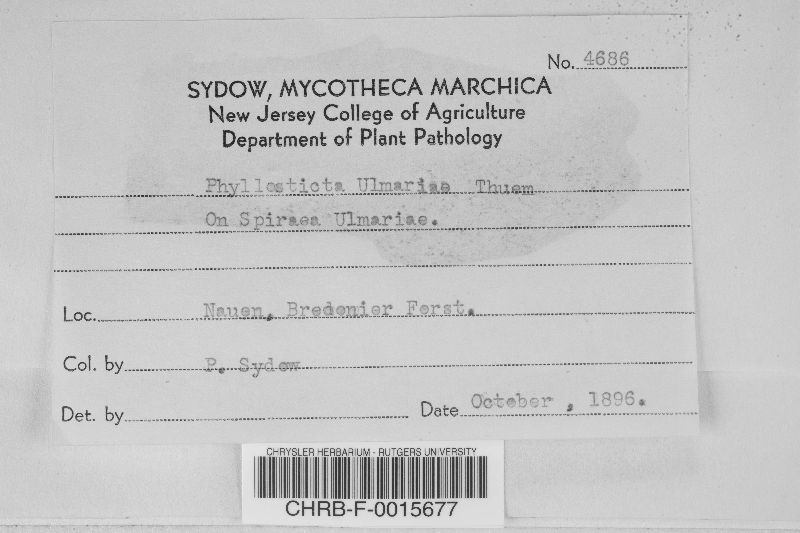 No. 4686
SYDOW, MYCOTHECA MARCHICA
New Jersey College of Agriculture
Department of Plant Pathology
Phyllosticta Ulmariae Thuem
On Spiraea Ulmariae.
Loc. Nauen, Bredenier Forst.
Col. by P. Sydow
Det. by Date October , 1896.
CHRYSLER HERBARIUM - RUTGERS UNIVERSITY
CHRB-F-0015677